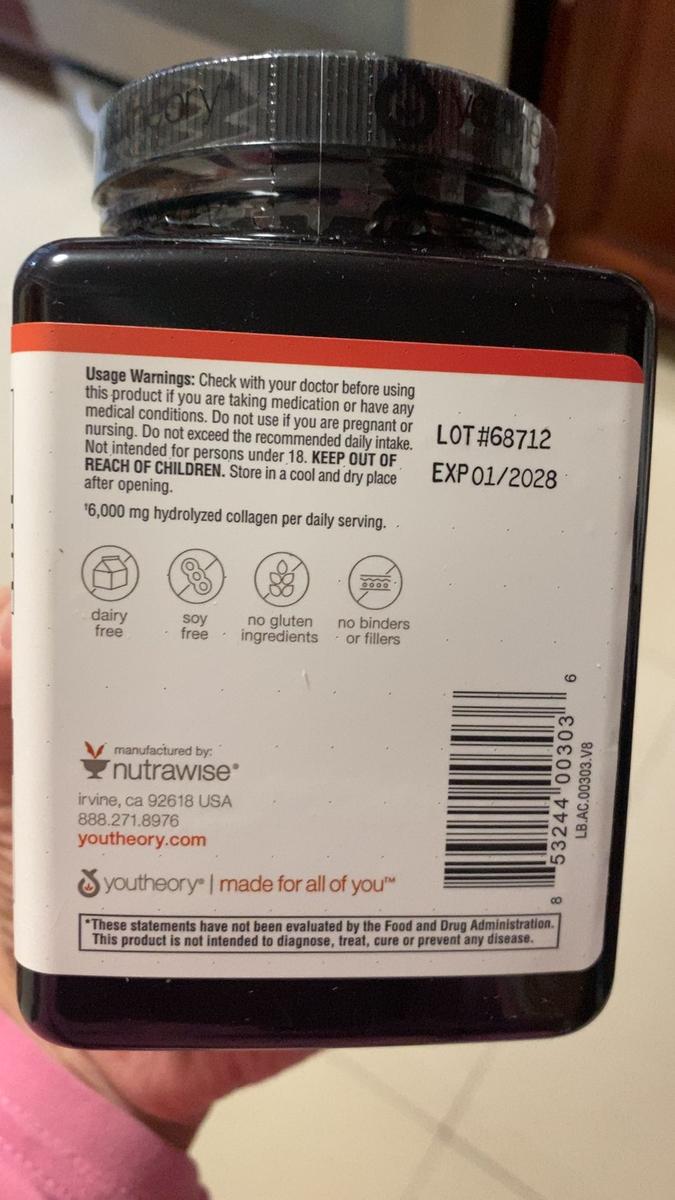 youtheory®
Usage Warnings: Check with your doctor before using
this product if you are taking medication or have any
medical conditions. Do not use if you are pregnant or
nursing. Do not exceed the recommended daily intake.
Not intended for persons under 18. KEEP OUT OF
REACH OF CHILDREN. Store in a cool and dry place
after opening.
LOT#68712
EXP01/2028
†6,000 mg hydrolyzed collagen per daily serving.
dairy
free
soy
free
no gluten
ingredients
no binders
or fillers
manufactured by:
nutrawise®
irvine, ca 92618 USA
888.271.8976
youtheory.com
youtheory® | made for all of you™
*These statements have not been evaluated by the Food and Drug Administration.
This product is not intended to diagnose, treat, cure or prevent any disease.
8 53244 00303 6
LB.AC.00303.V8